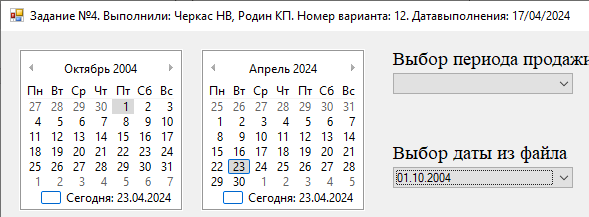 Задание №4. Выполнили: Черкас НВ, Родин КП. Номер варианта: 12. Датавыполнения: 17/04/2024
Октябрь 2004
Пн Вт Ср Чт Пт Сб Вс
27 28 29 30 1 2 3
4 5 6 7 8 9 10
11 12 13 14 15 16 17
18 19 20 21 22 23 24
25 26 27 28 29 30 31
1 2 3 4 5 6 7
Сегодня: 23.04.2024
Апрель 2024
Пн Вт Ср Чт Пт Сб Вс
25 26 27 28 29 30 31
1 2 3 4 5 6 7
8 9 10 11 12 13 14
15 16 17 18 19 20 21
22 23 24 25 26 27 28
29 30 1 2 3 4 5
Сегодня: 23.04.2024
Выбор периода продажи
Выбор даты из файла
01.10.2004